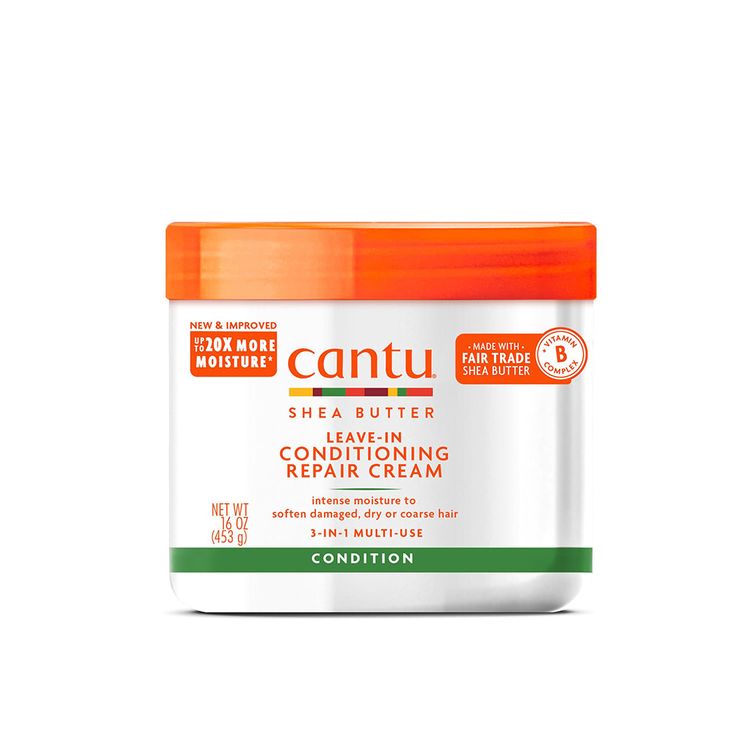 NEW & IMPROVED
UP TO 20X MORE
MOISTURE*
cantu®
SHEA BUTTER
LEAVE-IN
CONDITIONING
REPAIR CREAM
intense moisture to
soften damaged, dry or coarse hair
3-IN-1 MULTI-USE
• MADE WITH •
FAIR TRADE
SHEA BUTTER
• VITAMIN •
B
COMPLEX
NET WT
16 OZ
(453 g)
CONDITION